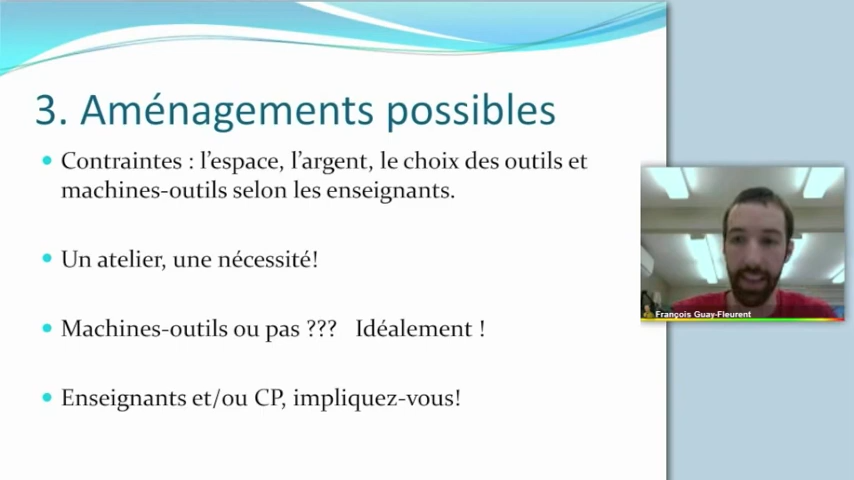 3. Aménagements possibles
Contraintes : l'espace, l'argent, le choix des outils et
machines-outils selon les enseignants.
Un atelier, une nécessité!
Machines-outils ou pas ??? Idéalement !
Enseignants et/ou CP, impliquez-vous!
François Guay-Fleurent